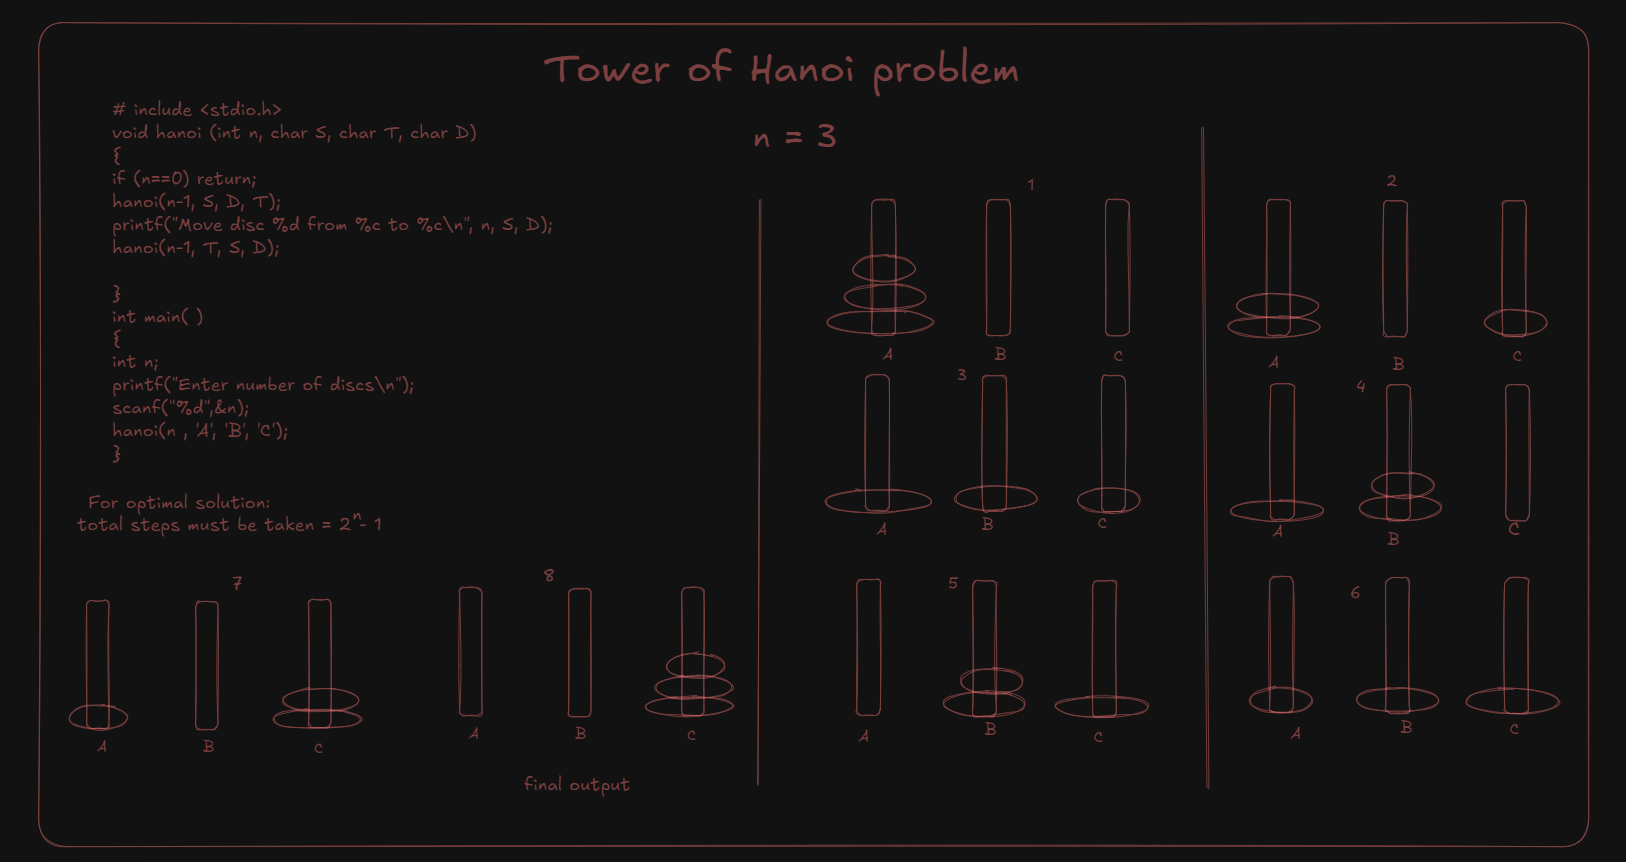 Tower of Hanoi problem
n = 3
# include <stdio.h>
void hanoi (int n, char S, char T, char D)
{
if (n==0) return;
hanoi(n-1, S, D, T);
printf("Move disc %d from %c to %c\n", n, S, D);
hanoi(n-1, T, S, D);
}
int main( )
{
int n;
printf("Enter number of discs\n");
scanf("%d",&n);
hanoi(n , 'A', 'B', 'C');
}
For optimal solution:
total steps must be taken = 2^n - 1
1
A B C
2
A B C
3
A B C
4
A B C
5
A B C
6
A B C
7
A B C
8
A B C
final output